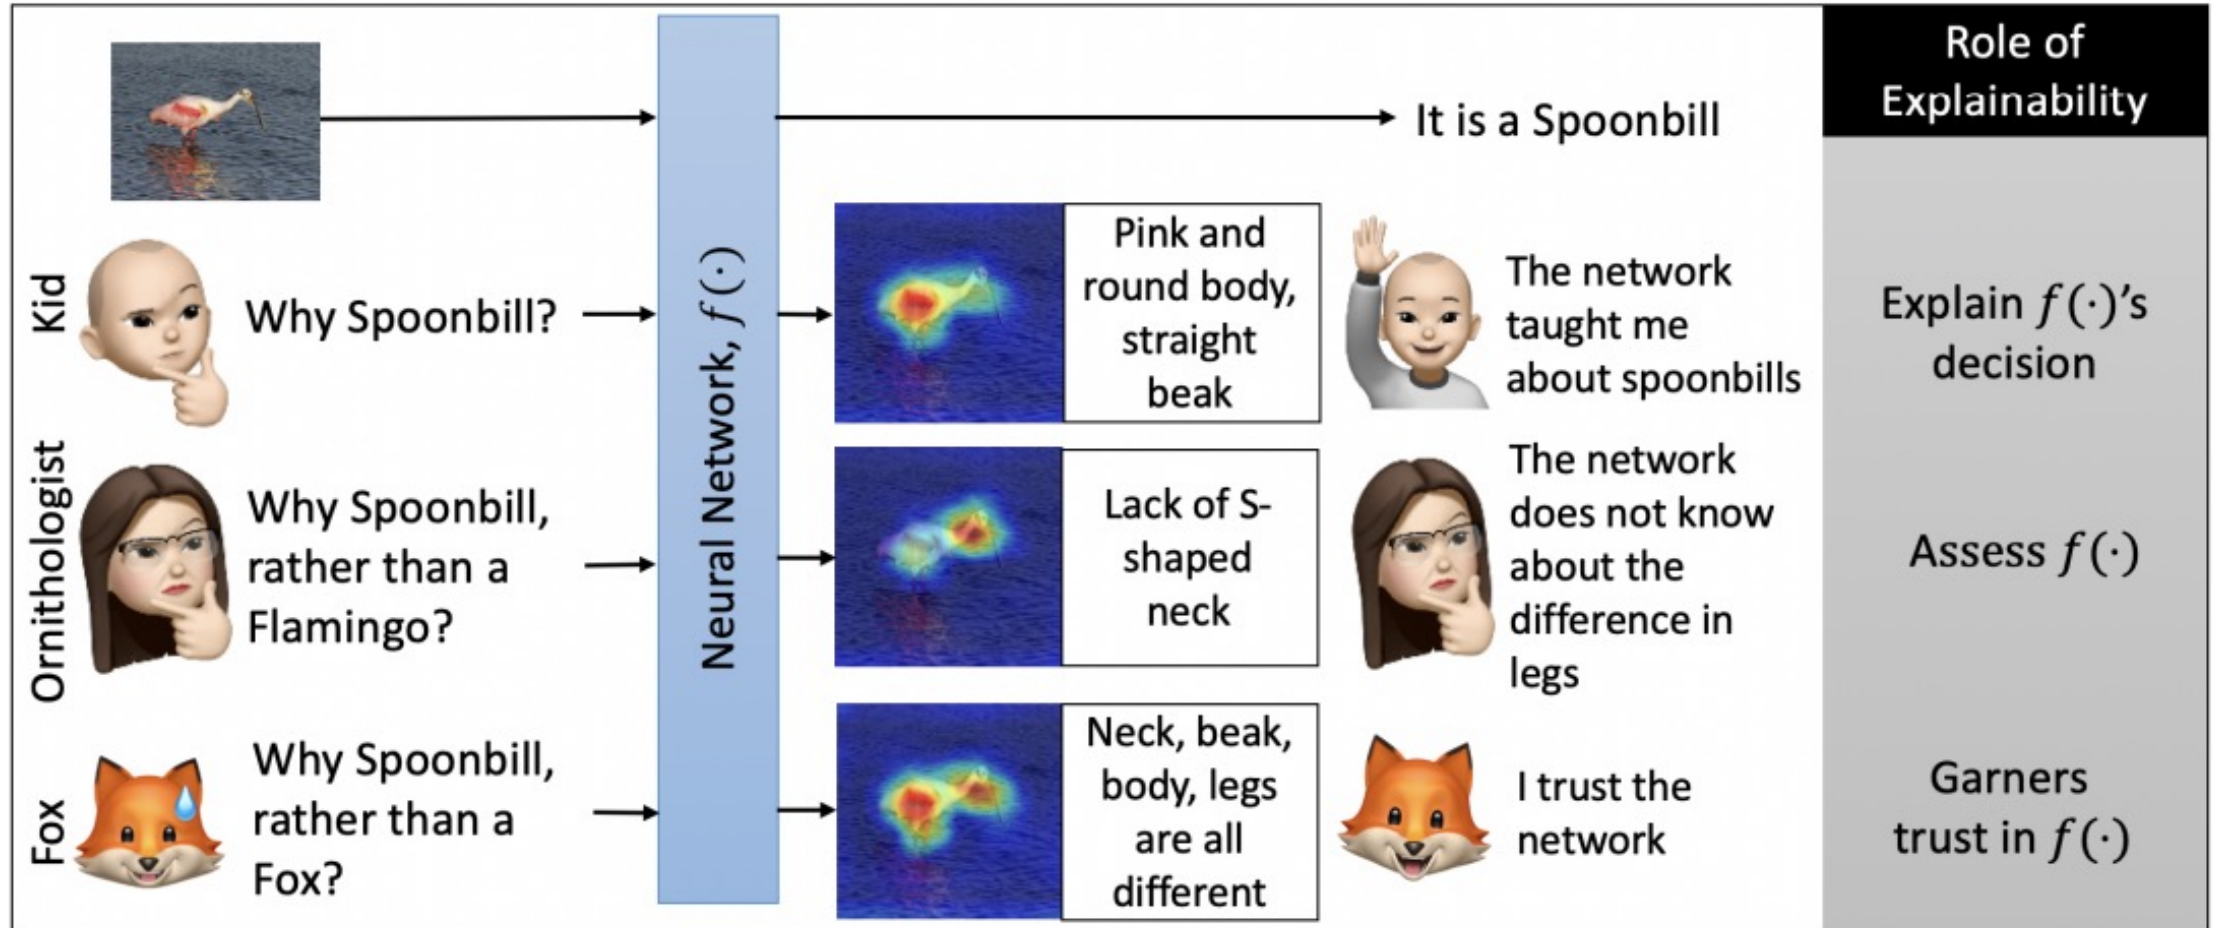 Role of
Explainability
It is a Spoonbill
Kid
Why Spoonbill?
Neural Network, f(·)
Pink and
round body,
straight
beak
The network
taught me
about spoonbills
Explain f(·)'s
decision
Ornithologist
Why Spoonbill,
rather than a
Flamingo?
Lack of S-
shaped
neck
The network
does not know
about the
difference in
legs
Assess f(·)
Fox
Why Spoonbill,
rather than a
Fox?
Neck, beak,
body, legs
are all
different
I trust the
network
Garners
trust in f(·)